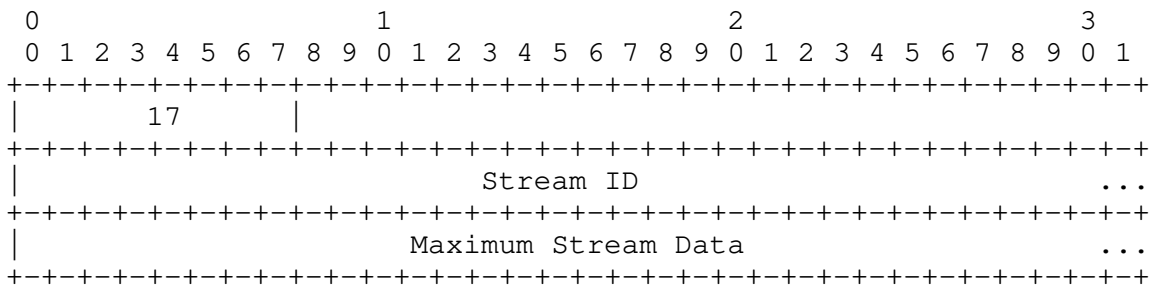 0                   1                   2                   3
 0 1 2 3 4 5 6 7 8 9 0 1 2 3 4 5 6 7 8 9 0 1 2 3 4 5 6 7 8 9 0 1
+-+-+-+-+-+-+-+-+-+-+-+-+-+-+-+-+-+-+-+-+-+-+-+-+-+-+-+-+-+-+-+-+
|       17      |
+-+-+-+-+-+-+-+-+-+-+-+-+-+-+-+-+-+-+-+-+-+-+-+-+-+-+-+-+-+-+-+-+
|                         Stream ID                          ...
+-+-+-+-+-+-+-+-+-+-+-+-+-+-+-+-+-+-+-+-+-+-+-+-+-+-+-+-+-+-+-+-+
|                     Maximum Stream Data                    ...
+-+-+-+-+-+-+-+-+-+-+-+-+-+-+-+-+-+-+-+-+-+-+-+-+-+-+-+-+-+-+-+-+